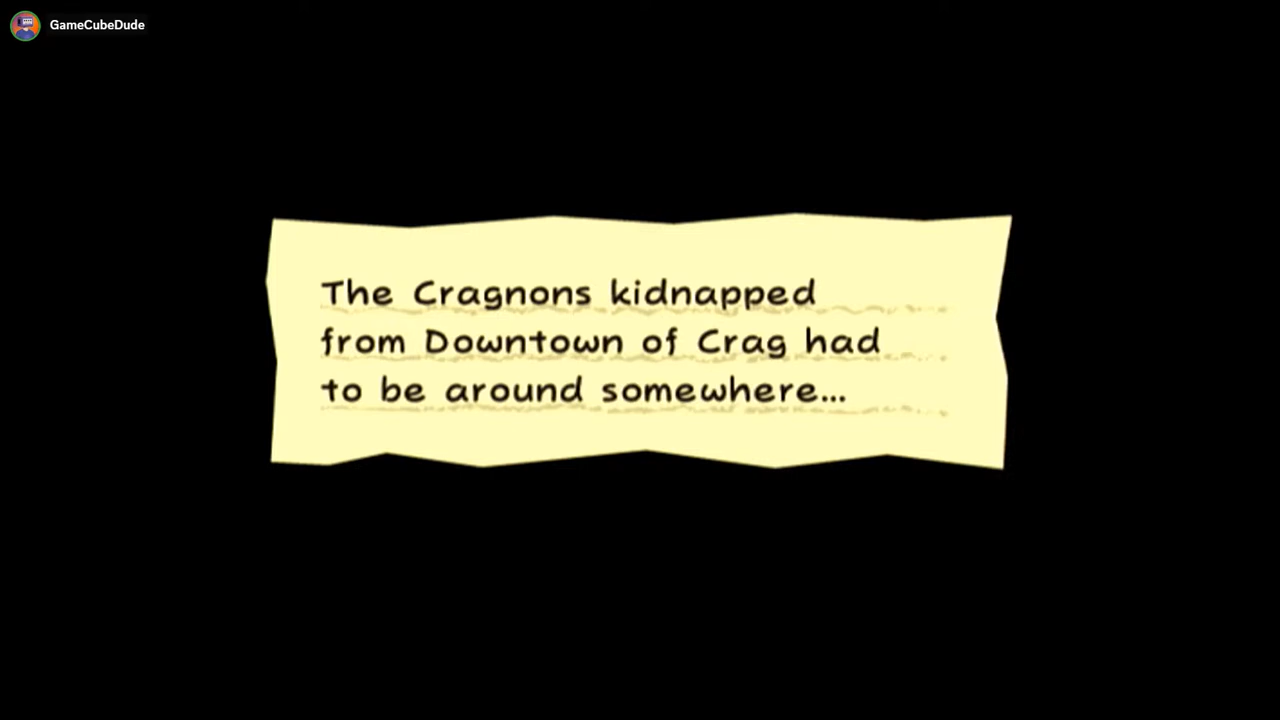 GameCubeDude
The Cragnons kidnapped
from Downtown of Crag had
to be around somewhere...